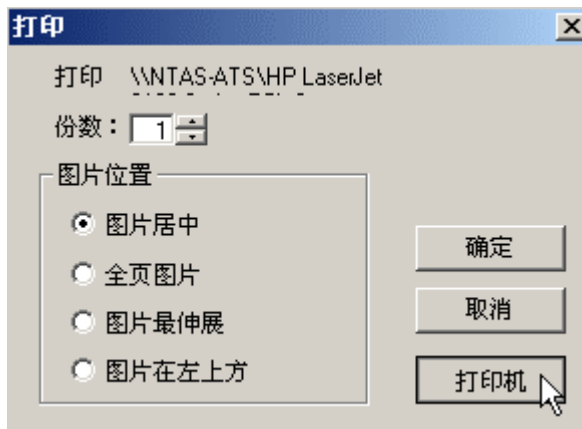 打印
打印 \\NTAS-ATS\HP LaserJet
份数： 1
图片位置
图片居中
全页图片
图片最伸展
图片在左上方
确定
取消
打印机